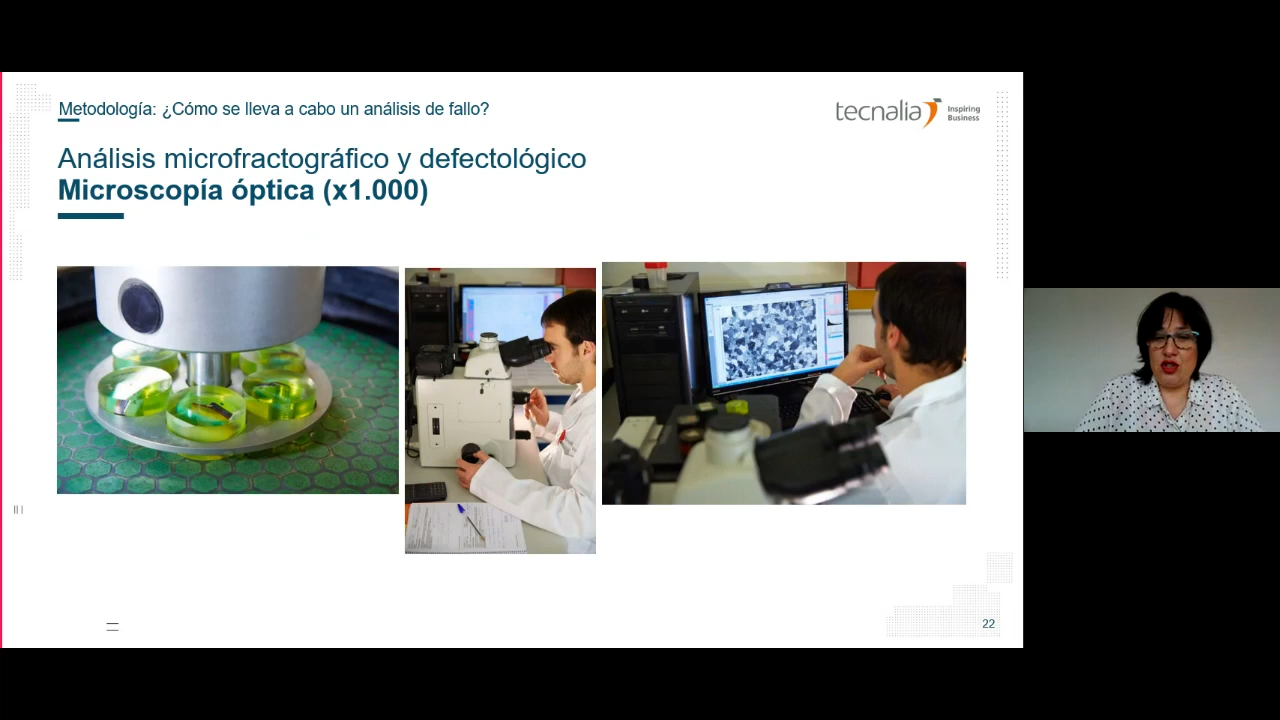 Metodología: ¿Cómo se lleva a cabo un análisis de fallo?
tecnalia Inspiring
Business
Análisis microfractográfico y defectológico
Microscopía óptica (x1.000)
22